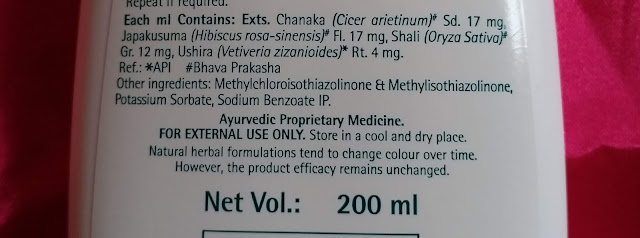 Repeat if required.
Each ml Contains: Exts. Chanaka (Cicer arietinum)# Sd. 17 mg,
Japakusuma (Hibiscus rosa-sinensis)# Fl. 17 mg, Shali (Oryza Sativa)#
Gr. 12 mg, Ushira (Vetiveria zizanioides)* Rt. 4 mg.
Ref.: *API #Bhava Prakasha
Other ingredients: Methylchloroisothiazolinone & Methylisothiazolinone,
Potassium Sorbate, Sodium Benzoate IP.
Ayurvedic Proprietary Medicine.
FOR EXTERNAL USE ONLY. Store in a cool and dry place.
Natural herbal formulations tend to change colour over time.
However, the product efficacy remains unchanged.
Net Vol.: 200 ml